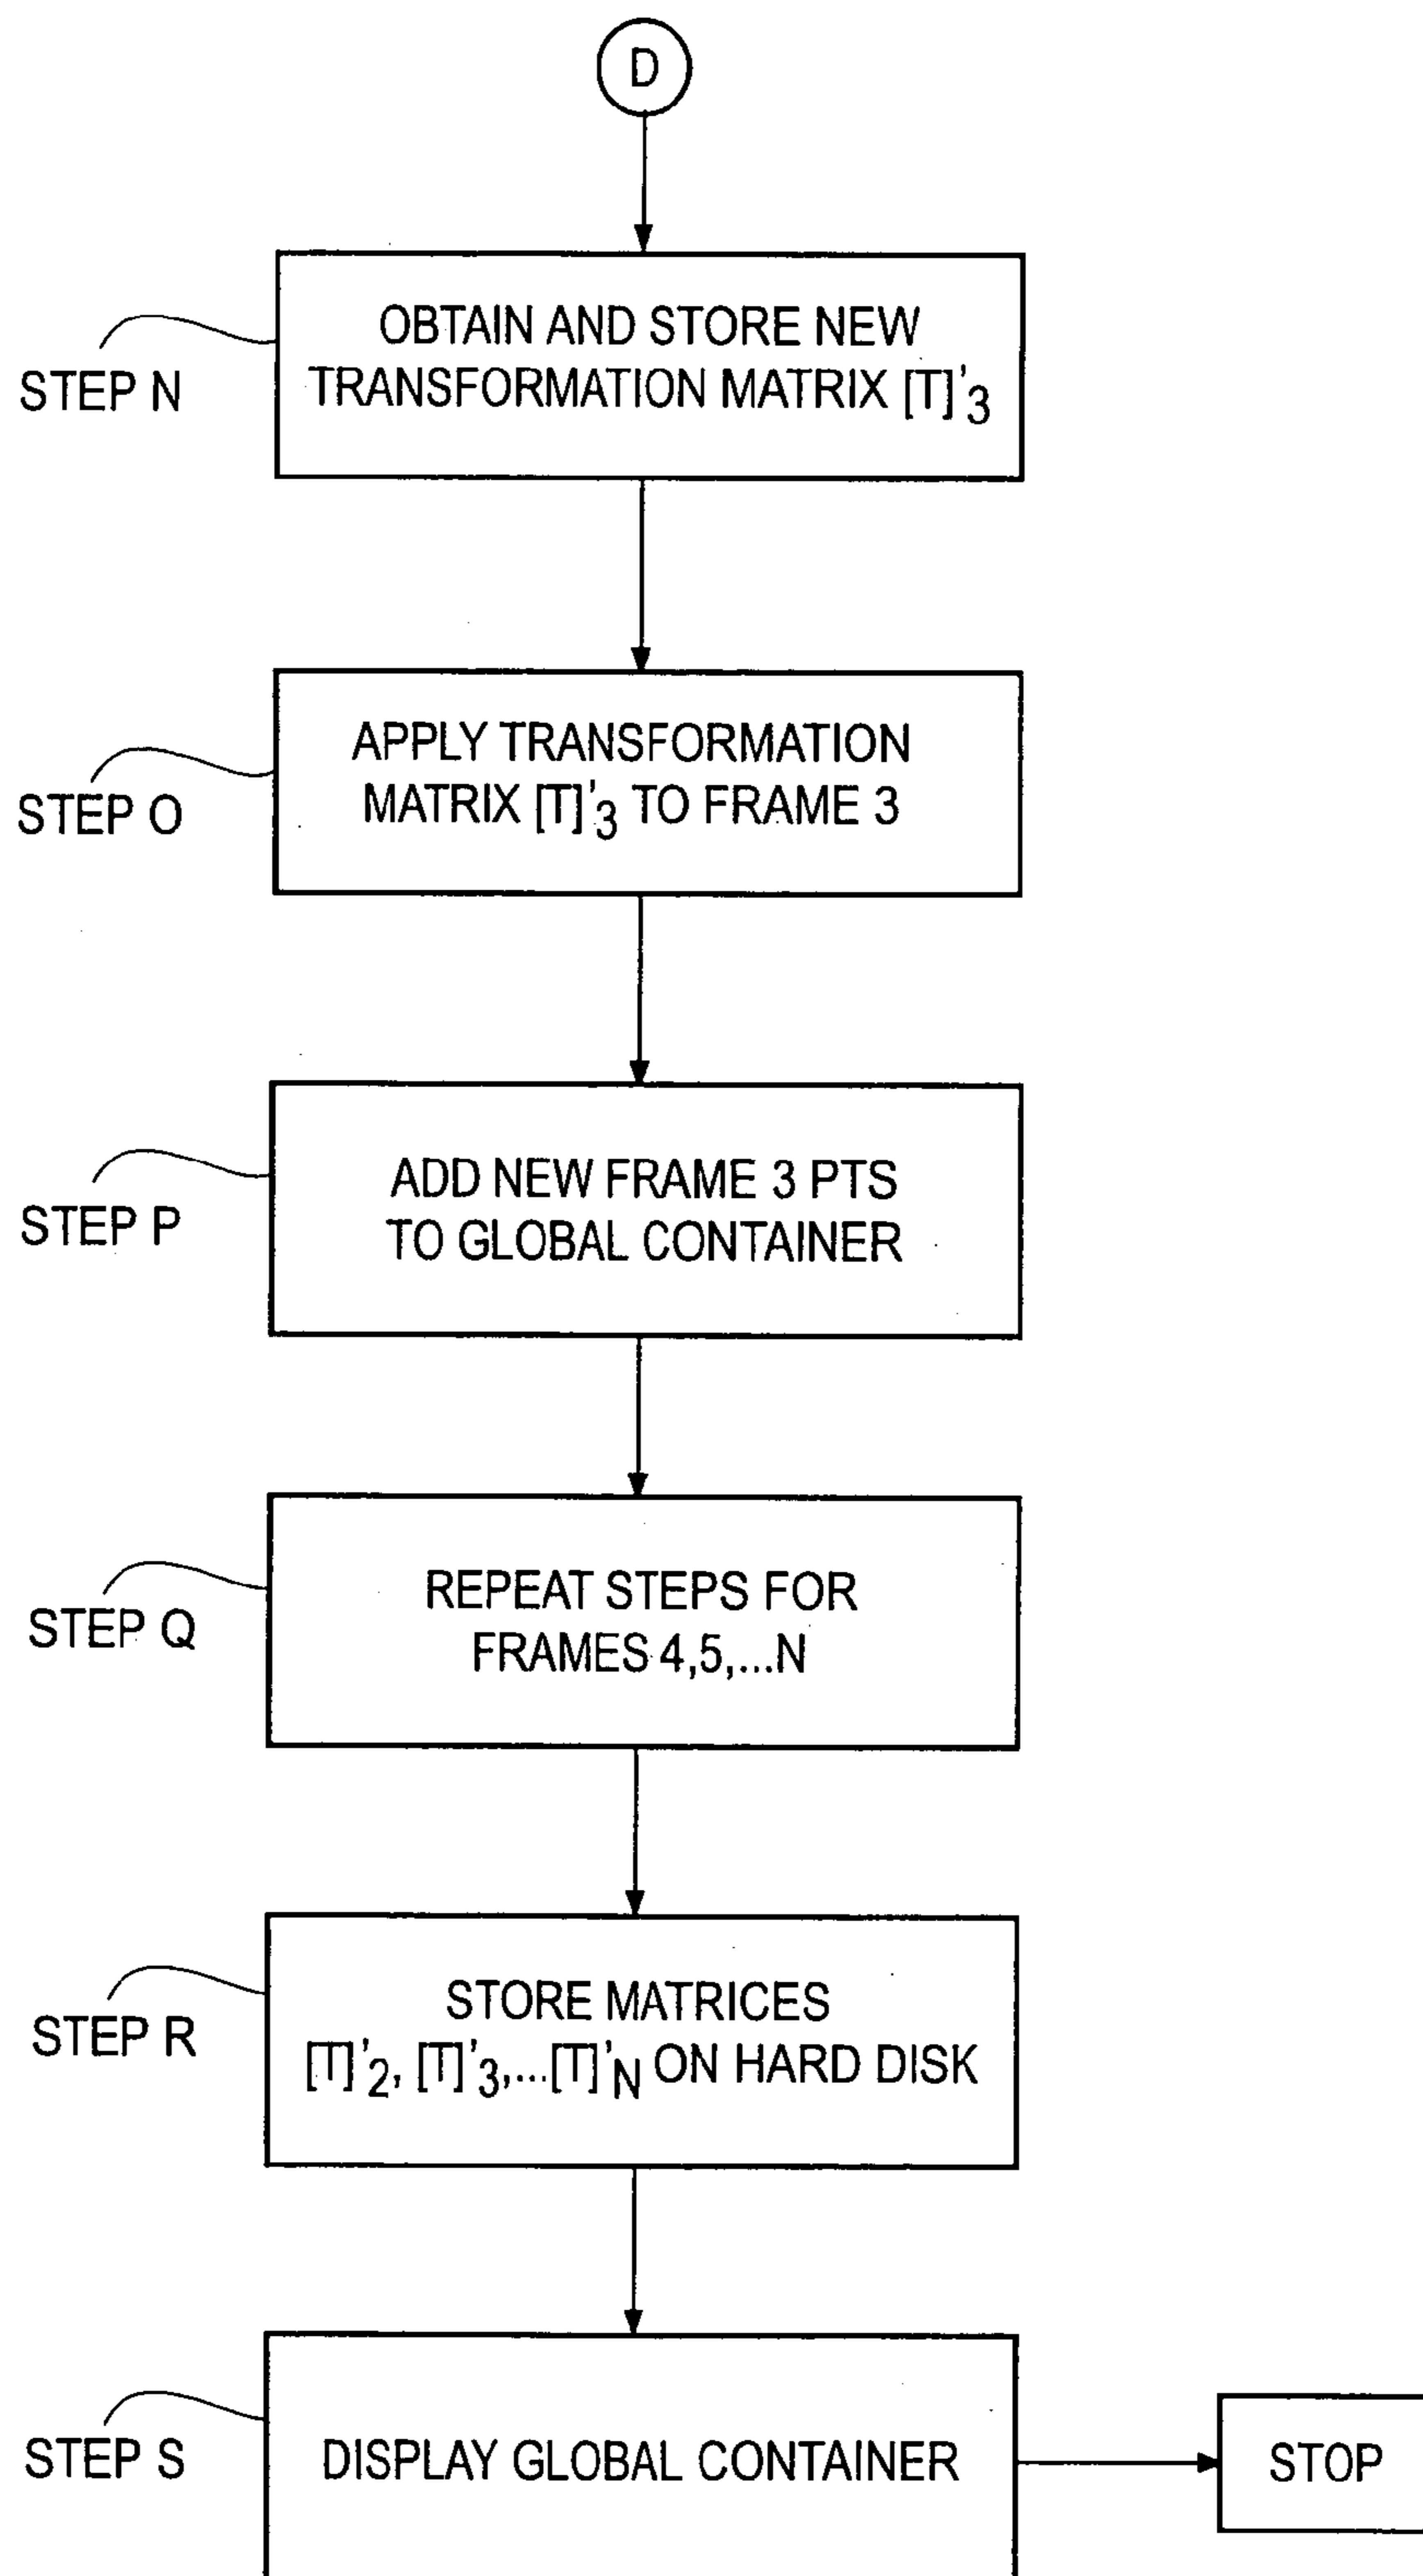 D
OBTAIN AND STORE NEW
TRANSFORMATION MATRIX [T]'3
STEP N
APPLY TRANSFORMATION
MATRIX [T]'3 TO FRAME 3
STEP O
ADD NEW FRAME 3 PTS
TO GLOBAL CONTAINER
STEP P
REPEAT STEPS FOR
FRAMES 4,5,...N
STEP Q
STORE MATRICES
[T]'2, [T]'3,...[T]'N ON HARD DISK
STEP R
DISPLAY GLOBAL CONTAINER
STEP S
STOP